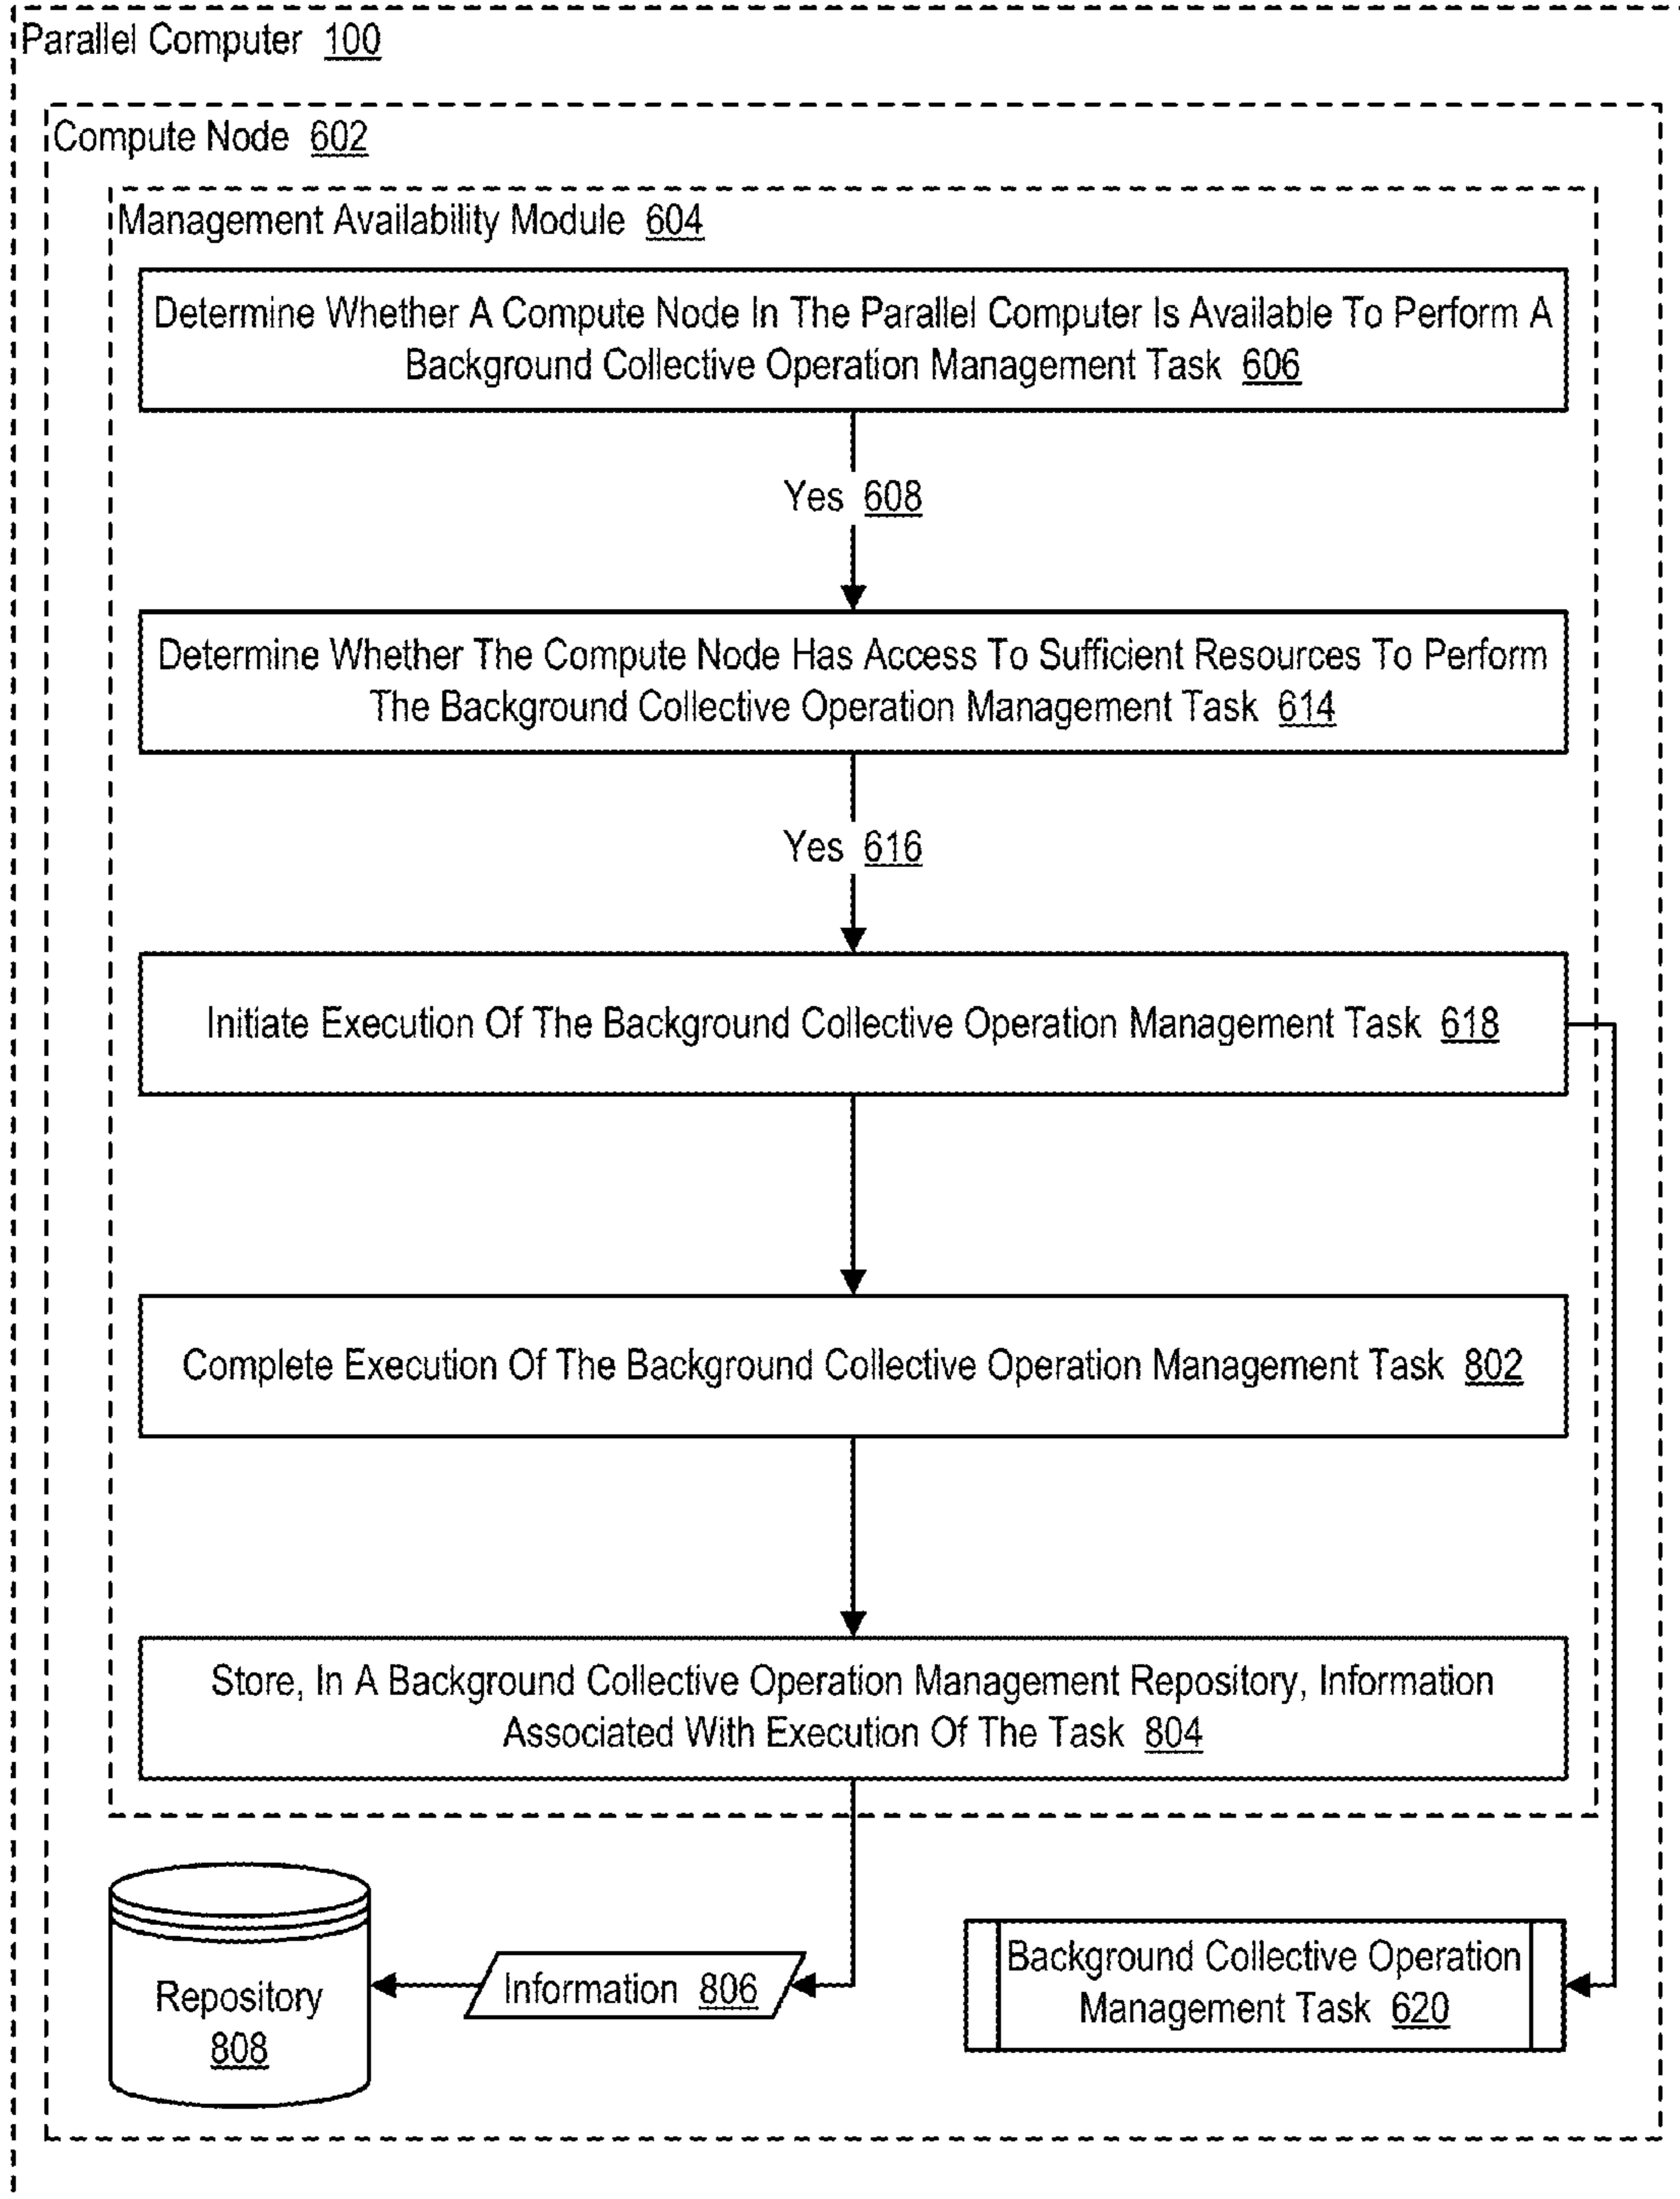 Parallel Computer 100
Compute Node 602
Management Availability Module 604
Determine Whether A Compute Node In The Parallel Computer Is Available To Perform A
Background Collective Operation Management Task 606
Yes 608
Determine Whether The Compute Node Has Access To Sufficient Resources To Perform
The Background Collective Operation Management Task 614
Yes 616
Initiate Execution Of The Background Collective Operation Management Task 618
Complete Execution Of The Background Collective Operation Management Task 802
Store, In A Background Collective Operation Management Repository, Information
Associated With Execution Of The Task 804
Repository
808
Information 806
Background Collective Operation
Management Task 620